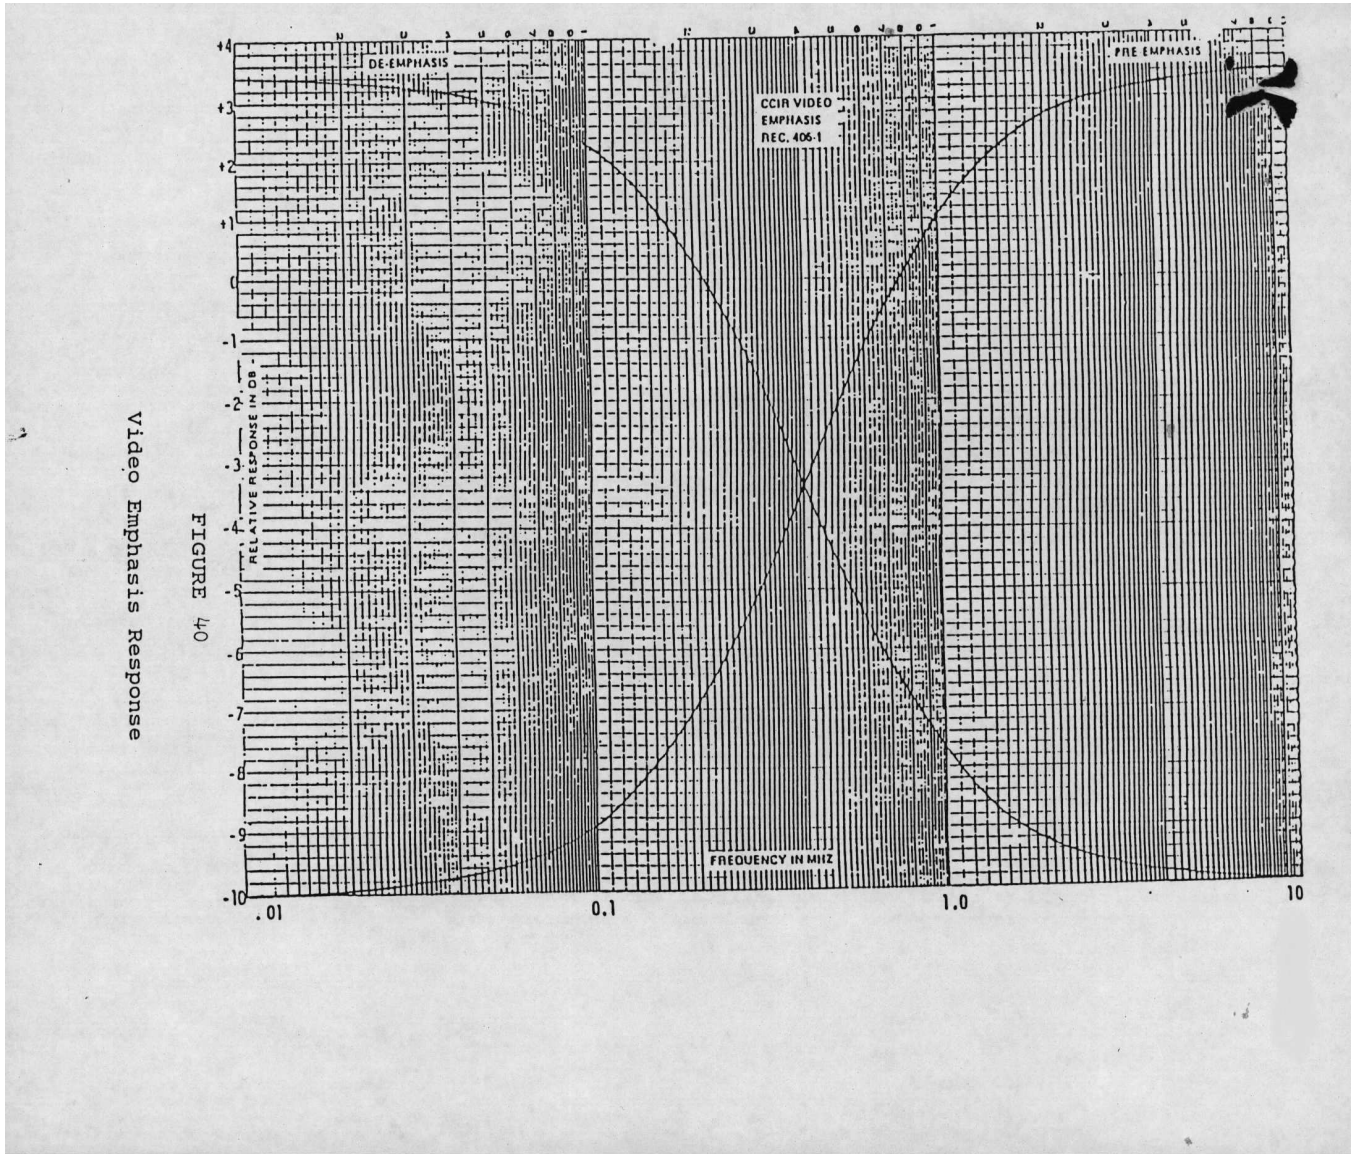 DE-EMPHASIS
PRE EMPHASIS
CCIR VIDEO
EMPHASIS
REC. 406-1
+4
+3
+2
+1
0
-1
-2
-3
-4
-5
-6
-7
-8
-9
-10
RELATIVE RESPONSE IN DB
FREQUENCY IN MHZ
.01
0.1
1.0
10
FIGURE 40
Video Emphasis Response